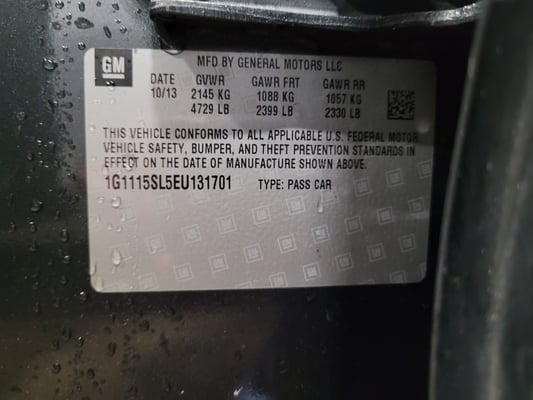 GM MFD BY GENERAL MOTORS LLC
DATE GVWR GAWR FRT GAWR RR
10/13 2145 KG 1088 KG 1057 KG
4729 LB 2399 LB 2330 LB
THIS VEHICLE CONFORMS TO ALL APPLICABLE U.S. FEDERAL MOTOR
VEHICLE SAFETY, BUMPER, AND THEFT PREVENTION STANDARDS IN
EFFECT ON THE DATE OF MANUFACTURE SHOWN ABOVE.
1G1115SL5EU131701 TYPE: PASS CAR